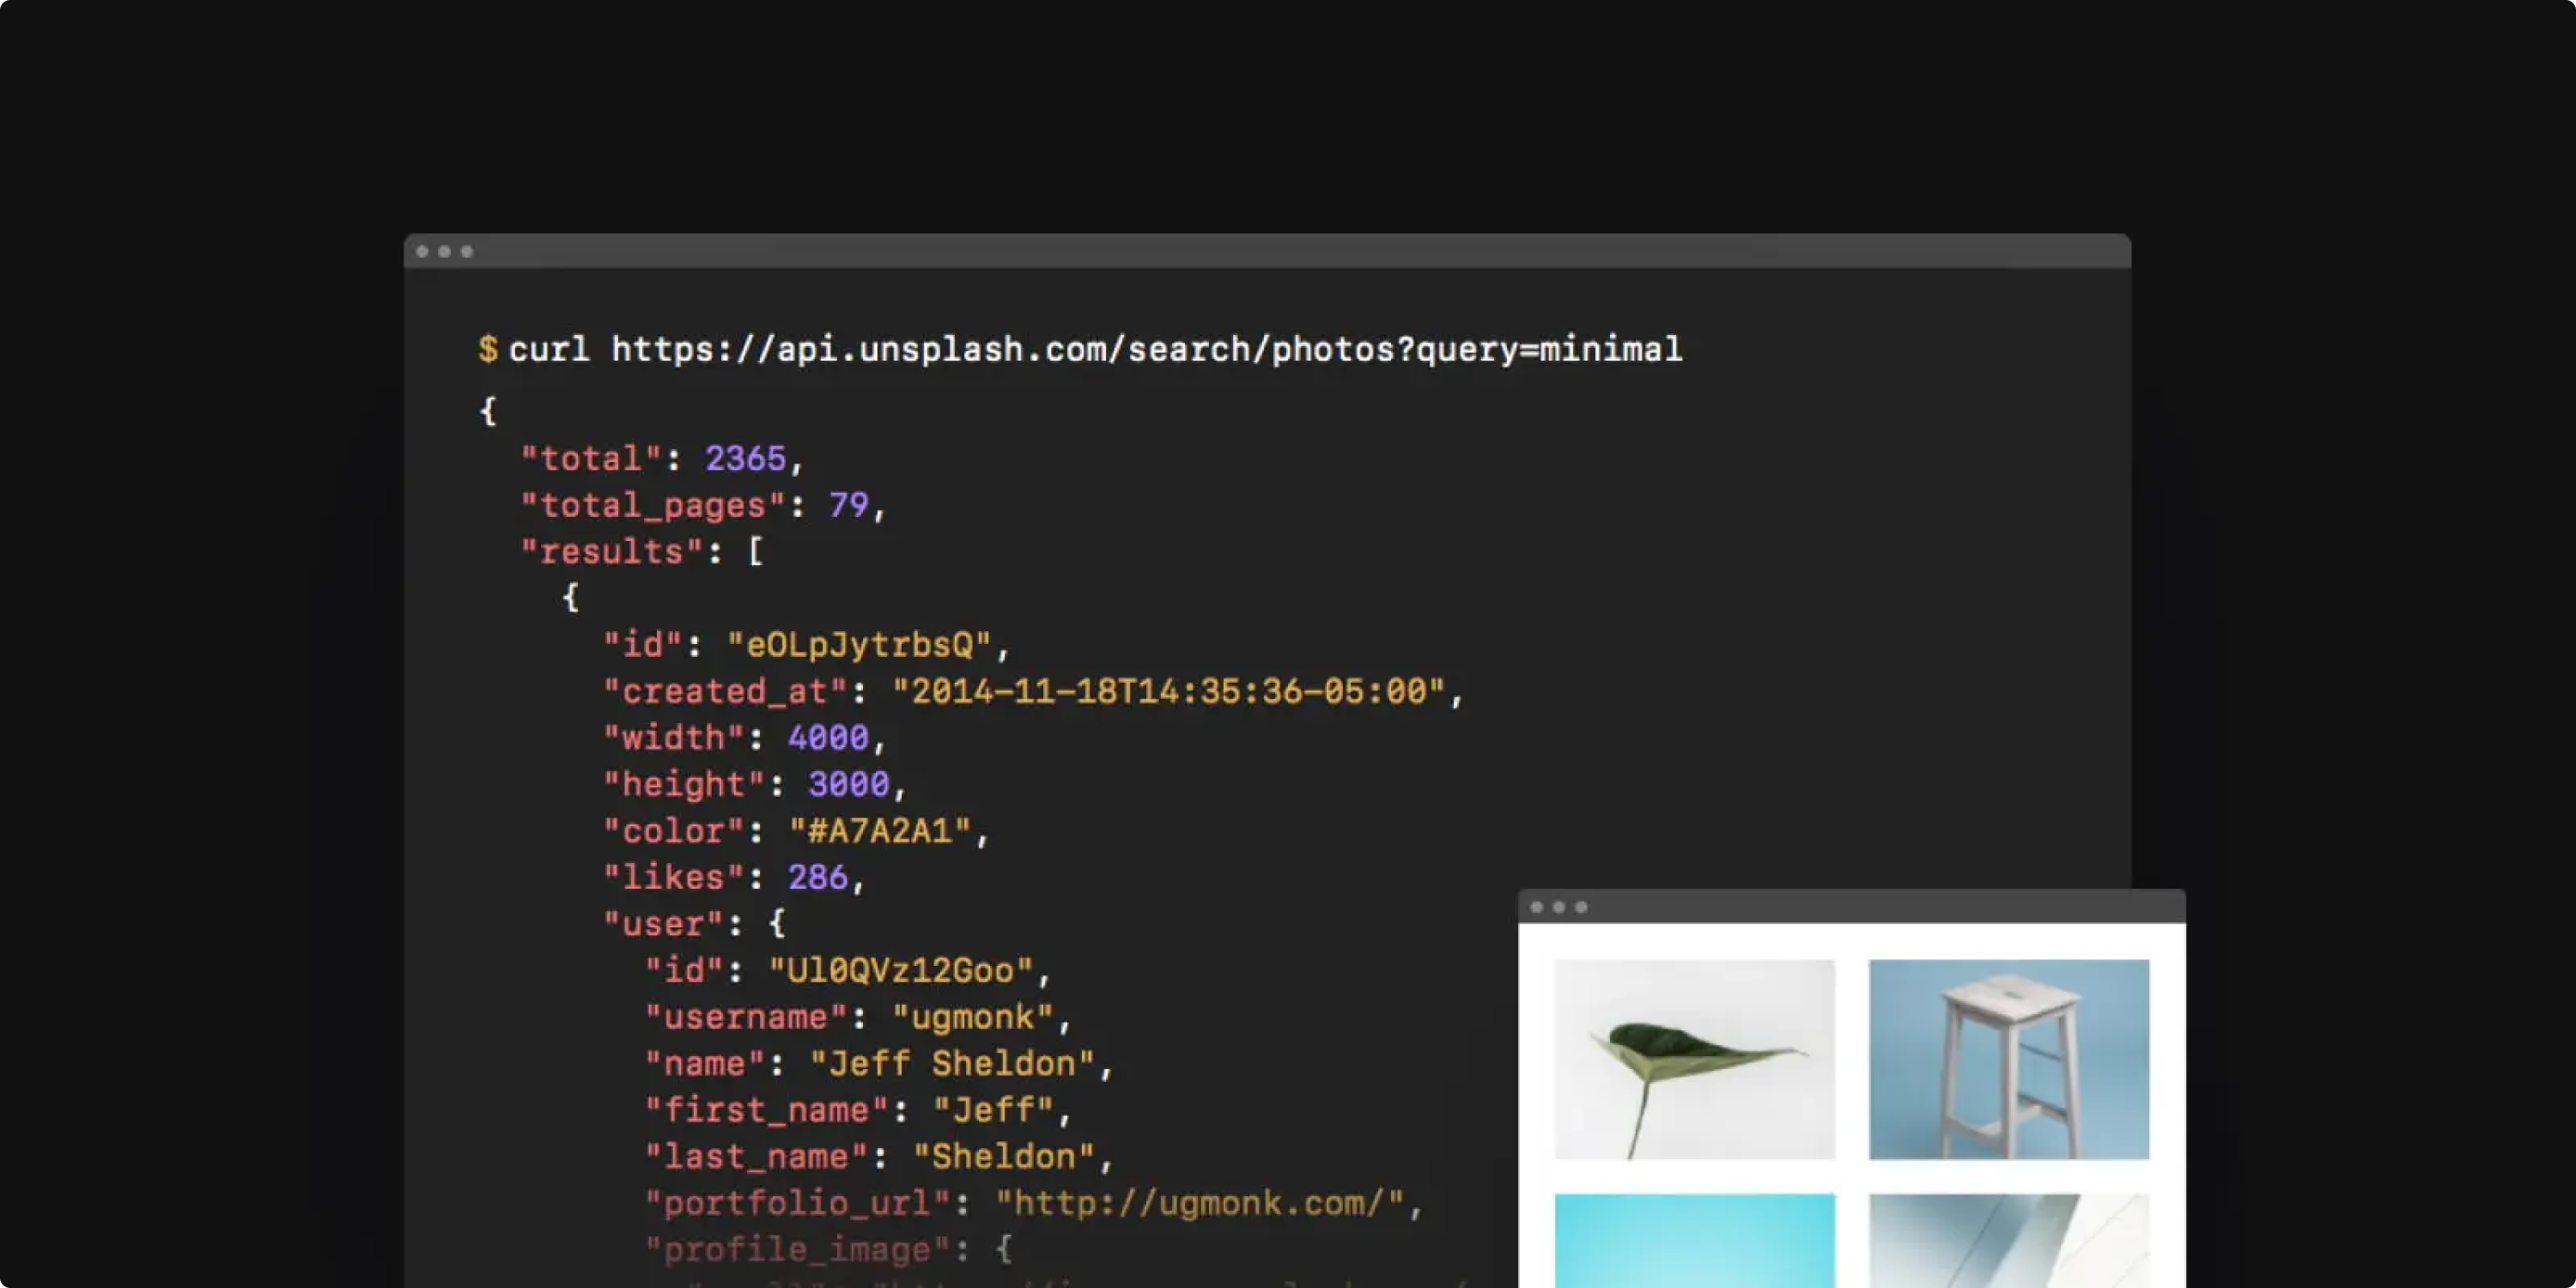 $ curl https://api.unsplash.com/search/photos?query=minimal
{
"total": 2365,
"total_pages": 79,
"results": [
{
"id": "eOLpJytrbsQ",
"created_at": "2014-11-18T14:35:36-05:00",
"width": 4000,
"height": 3000,
"color": "#A7A2A1",
"likes": 286,
"user": {
"id": "Ul0QVz12Goo",
"username": "ugmonk",
"name": "Jeff Sheldon",
"first_name": "Jeff",
"last_name": "Sheldon",
"portfolio_url": "http://ugmonk.com/",
"profile_image": {